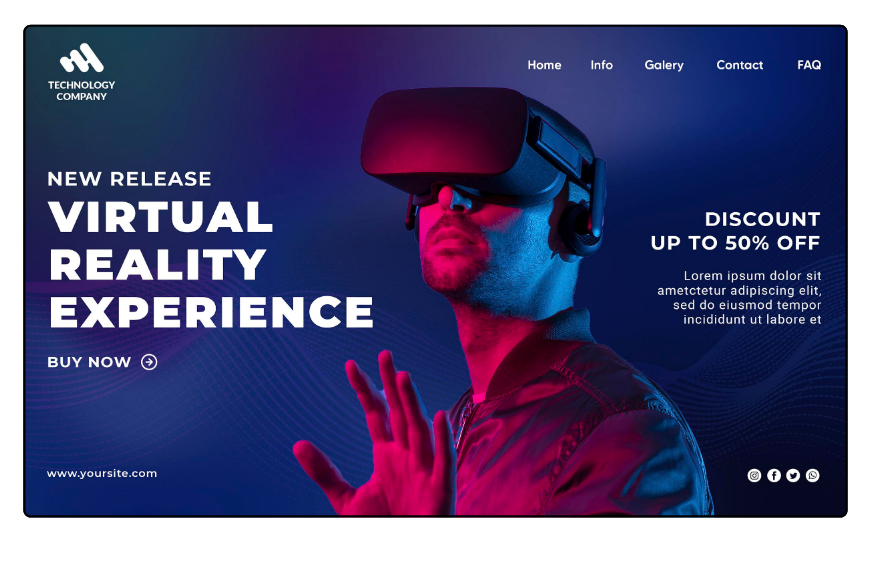 TECHNOLOGY
COMPANY
Home Info Galery Contact FAQ
NEW RELEASE
VIRTUAL
REALITY
EXPERIENCE
BUY NOW
DISCOUNT
UP TO 50% OFF
Lorem ipsum dolor sit
ametctetur adipiscing elit,
sed do eiusmod tempor
incididunt ut labore et
www.yoursite.com